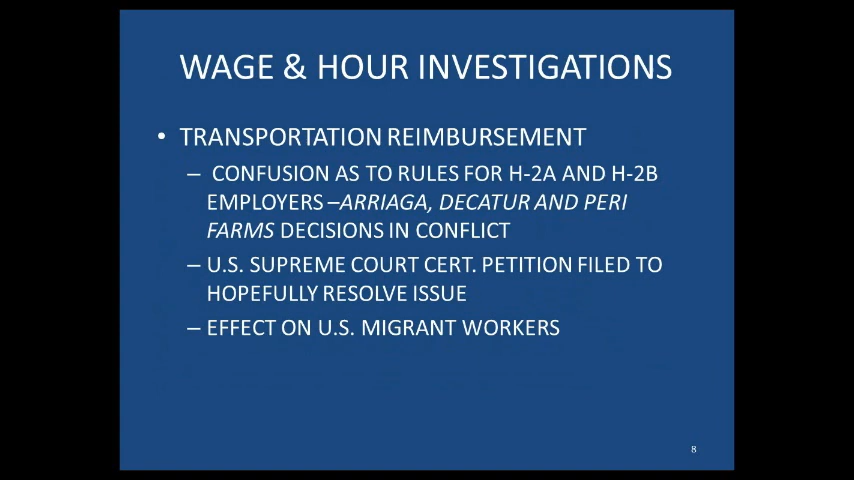 WAGE & HOUR INVESTIGATIONS
• TRANSPORTATION REIMBURSEMENT
– CONFUSION AS TO RULES FOR H-2A AND H-2B
EMPLOYERS –ARRIAGA, DECATUR AND PERI
FARMS DECISIONS IN CONFLICT
– U.S. SUPREME COURT CERT. PETITION FILED TO
HOPEFULLY RESOLVE ISSUE
– EFFECT ON U.S. MIGRANT WORKERS
8